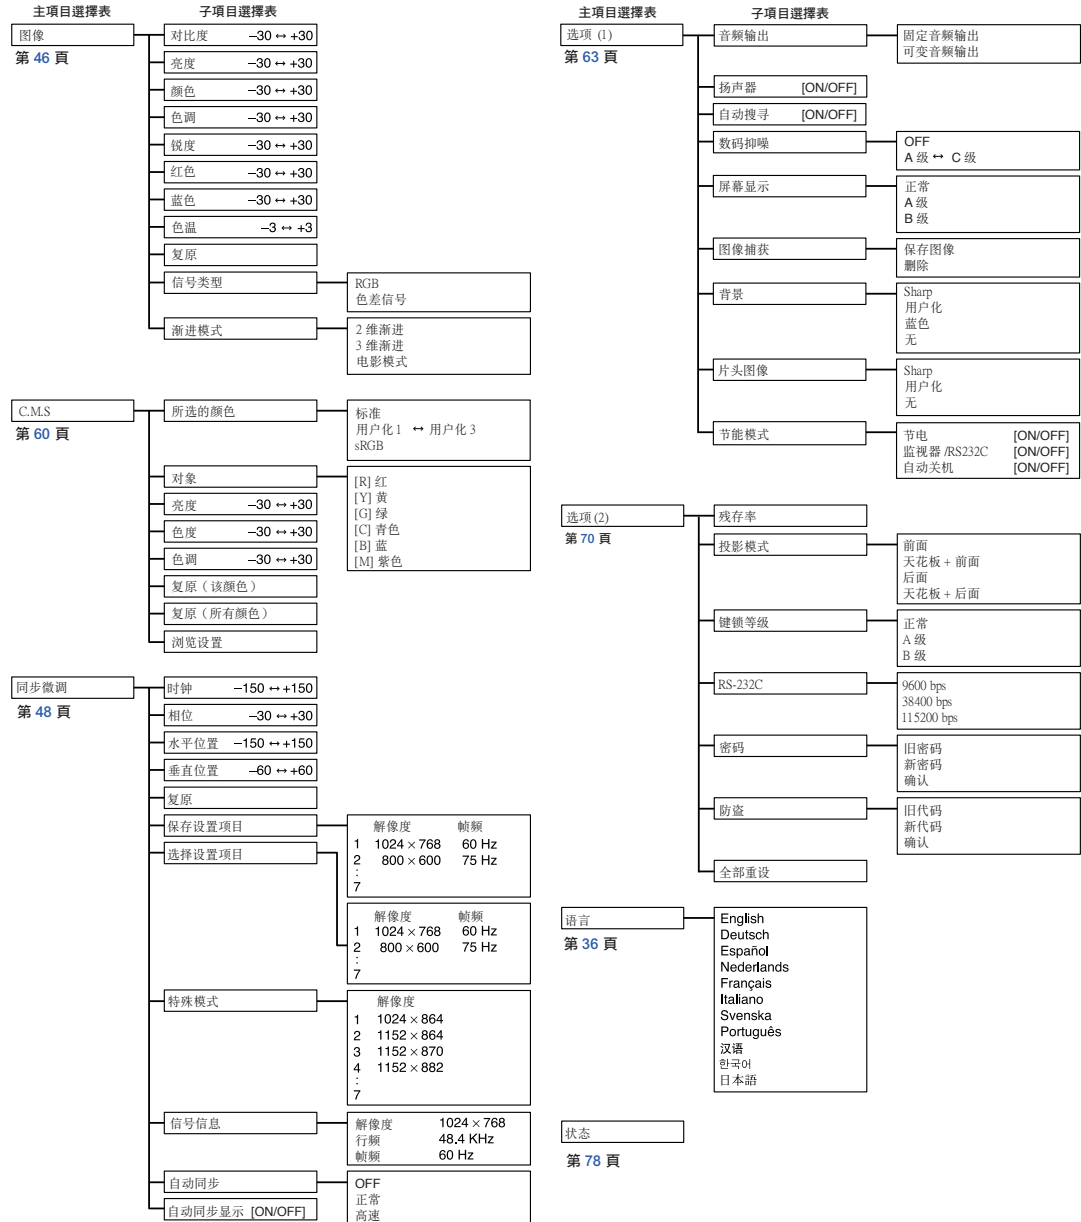 主項目選擇表
子項目選擇表
图像
第 46 頁
对比度 –30 ↔ +30
亮度 –30 ↔ +30
颜色 –30 ↔ +30
色调 –30 ↔ +30
锐度 –30 ↔ +30
红色 –30 ↔ +30
蓝色 –30 ↔ +30
色温 –3 ↔ +3
复原
信号类型
RGB
色差信号
渐进模式
2 维渐进
3 维渐进
电影模式
C.M.S
第 60 頁
所选的颜色
标准
用户化 1 ↔ 用户化 3
sRGB
对象
[R] 红
[Y] 黄
[G] 绿
[C] 青色
[B] 蓝
[M] 紫色
亮度 –30 ↔ +30
色度 –30 ↔ +30
色调 –30 ↔ +30
复原（该颜色）
复原（所有颜色）
浏览设置
同步微调
第 48 頁
时钟 –150 ↔ +150
相位 –30 ↔ +30
水平位置 –150 ↔ +150
垂直位置 –60 ↔ +60
复原
保存设置项目
解像度 帧频
1 1024 × 768 60 Hz
2 800 × 600 75 Hz
:
7
选择设置项目
解像度 帧频
1 1024 × 768 60 Hz
2 800 × 600 75 Hz
:
7
特殊模式
解像度
1 1024 × 864
2 1152 × 864
3 1152 × 870
4 1152 × 882
:
7
信号信息
解像度 1024 × 768
行频 48.4 KHz
帧频 60 Hz
自动同步
OFF
正常
高速
自动同步显示 [ON/OFF]
主項目選擇表
子項目選擇表
选项 (1)
第 63 頁
音频输出
固定音频输出
可变音频输出
扬声器 [ON/OFF]
自动搜寻 [ON/OFF]
数码抑噪
OFF
A 级 ↔ C 级
屏幕显示
正常
A 级
B 级
图像捕获
保存图像
删除
背景
Sharp
用户化
蓝色
无
片头图像
Sharp
用户化
无
节能模式
节电 [ON/OFF]
监视器 /RS232C [ON/OFF]
自动关机 [ON/OFF]
选项 (2)
第 70 頁
残存率
投影模式
前面
天花板 + 前面
后面
天花板 + 后面
键锁等级
正常
A 级
B 级
RS-232C
9600 bps
38400 bps
115200 bps
密码
旧密码
新密码
确认
防盗
旧代码
新代码
确认
全部重设
语言
第 36 頁
English
Deutsch
Español
Nederlands
Français
Italiano
Svenska
Português
汉语
한국어
日本語
状态
第 78 頁